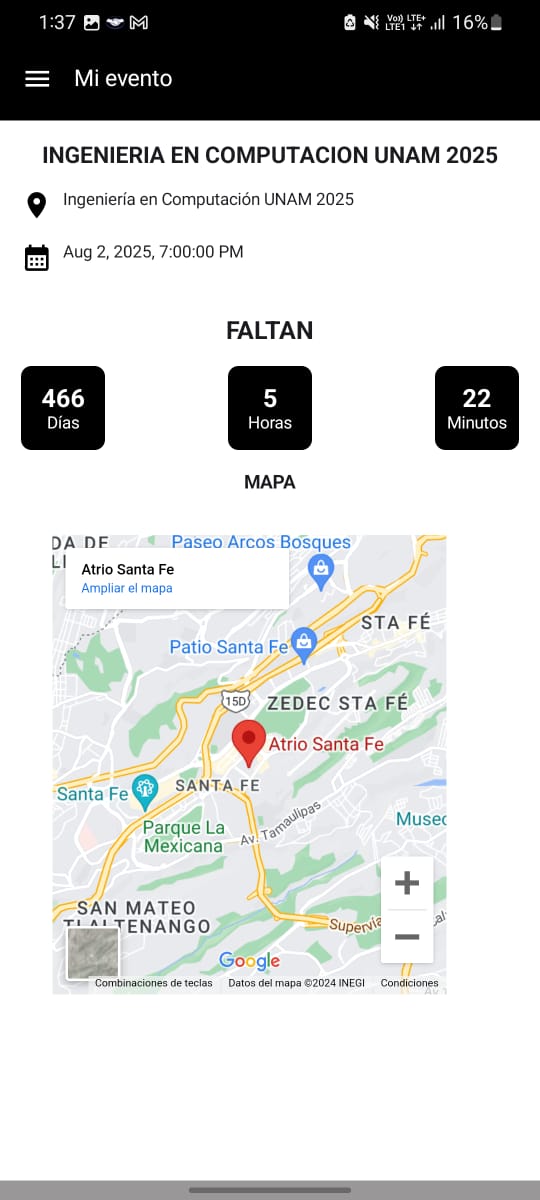 1:37
Vo)) LTE+
LTE1
16%
Mi evento
INGENIERIA EN COMPUTACION UNAM 2025
Ingeniería en Computación UNAM 2025
Aug 2, 2025, 7:00:00 PM
FALTAN
466
Días
5
Horas
22
Minutos
MAPA
DA DE
Paseo Arcos Bosques
Atrio Santa Fe
Ampliar el mapa
STA FÉ
Patio Santa Fe
15D
ZEDEC STA FÉ
Atrio Santa Fe
SANTA FE
Santa Fe
Parque La
Mexicana
Av. Tamaulipas
Museo
SAN MATEO
TLALTENANGO
Supervía
Google
Combinaciones de teclas
Datos del mapa ©2024 INEGI
Condiciones